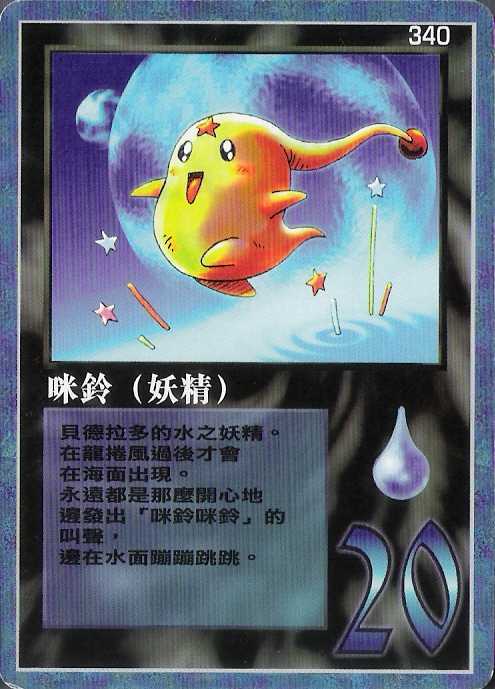 340
咪鈴（妖精）
貝德拉多的水之妖精。
在龍捲風過後才會
在海面出現。
永遠都是那麼開心地
邊發出「咪鈴咪鈴」的
叫聲，
邊在水面蹦蹦跳跳。
20